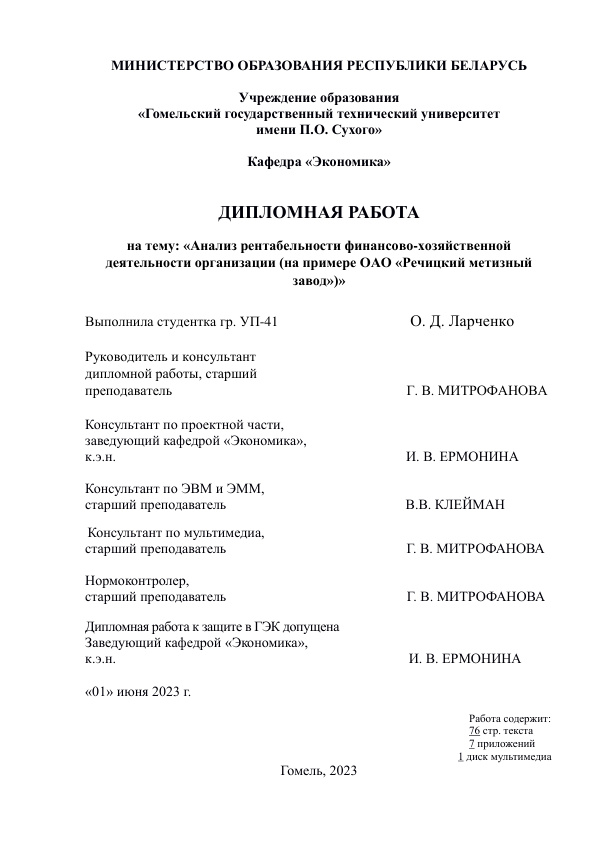 МИНИСТЕРСТВО ОБРАЗОВАНИЯ РЕСПУБЛИКИ БЕЛАРУСЬ
Учреждение образования
«Гомельский государственный технический университет
имени П.О. Сухого»
Кафедра «Экономика»
ДИПЛОМНАЯ РАБОТА
на тему: «Анализ рентабельности финансово-хозяйственной
деятельности организации (на примере ОАО «Речицкий метизный
завод»)»
Выполнила студентка гр. УП-41 О. Д. Ларченко
Руководитель и консультант
дипломной работы, старший
преподаватель Г. В. МИТРОФАНОВА
Консультант по проектной части,
заведующий кафедрой «Экономика»,
к.э.н. И. В. ЕРМОНИНА
Консультант по ЭВМ и ЭММ,
старший преподаватель В.В. КЛЕЙМАН
Консультант по мультимедиа,
старший преподаватель Г. В. МИТРОФАНОВА
Нормоконтролер,
старший преподаватель Г. В. МИТРОФАНОВА
Дипломная работа к защите в ГЭК допущена
Заведующий кафедрой «Экономика»,
к.э.н. И. В. ЕРМОНИНА
«01» июня 2023 г.
Работа содержит:
76 стр. текста
7 приложений
1 диск мультимедиа
Гомель, 2023